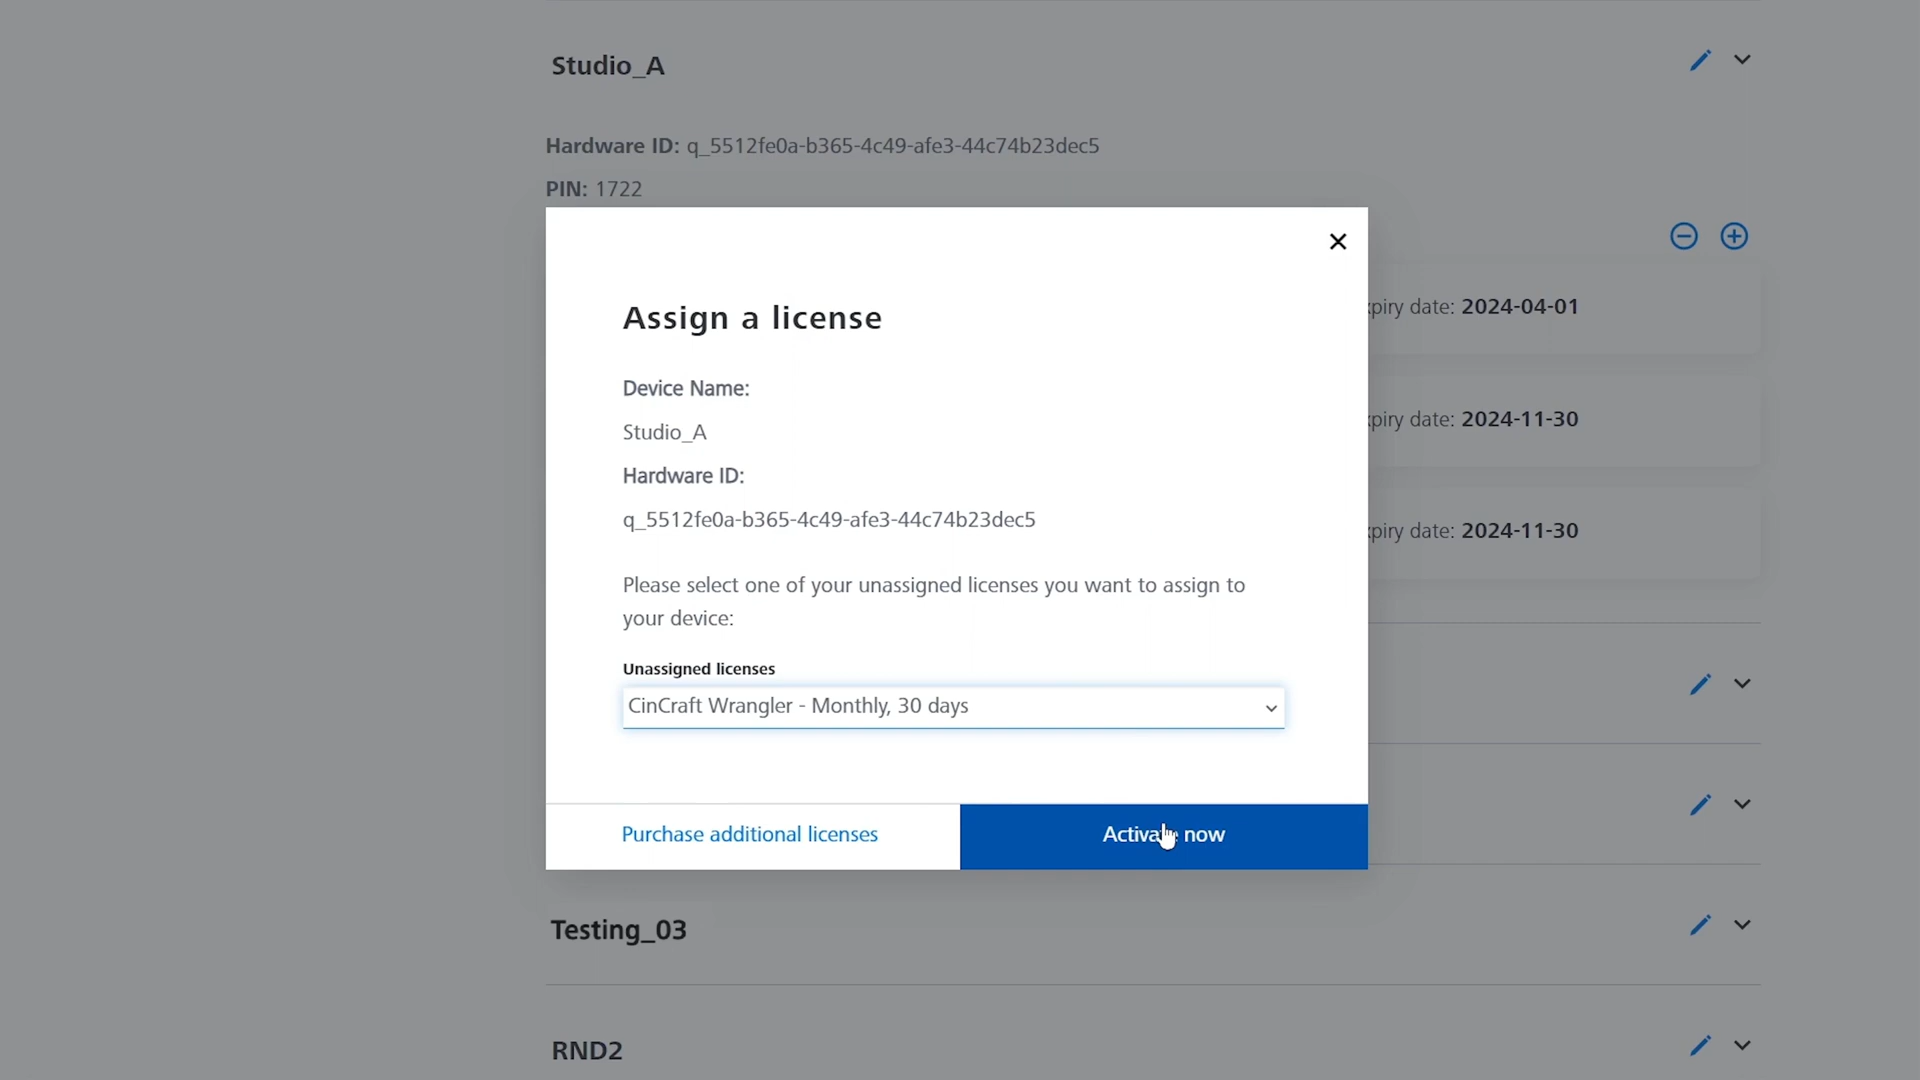 Studio_A
Hardware ID: q_5512fe0a-b365-4c49-afe3-44c74b23dec5
PIN: 1722
Assign a license
Device Name:
Studio_A
Hardware ID:
q_5512fe0a-b365-4c49-afe3-44c74b23dec5
Please select one of your unassigned licenses you want to assign to
your device:
Unassigned licenses
CinCraft Wrangler - Monthly, 30 days
Purchase additional licenses
Activate now
piry date: 2024-04-01
piry date: 2024-11-30
piry date: 2024-11-30
Testing_03
RND2